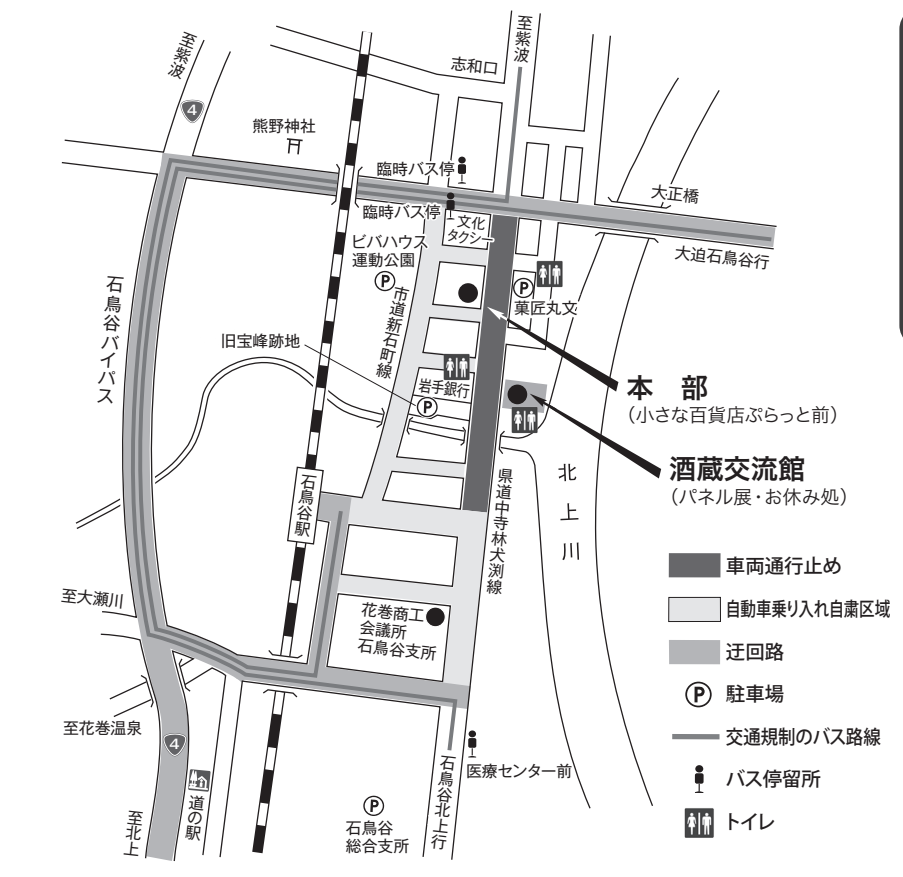 至紫波
至紫波
志和口
4
熊野神社
臨時バス停
大正橋
臨時バス停
文化
タクシー
大迫石鳥谷行
ビバハウス
運動公園
P
P
菓匠丸文
石鳥谷バイパス
市道新石町線
旧宝峰跡地
岩手銀行
P
本 部
(小さな百貨店ぷらっと前)
酒蔵交流館
(パネル展・お休み処)
石鳥谷駅
県道中寺林犬渕線
北上川
車両通行止め
自動車乗り入れ自粛区域
至大瀬川
花巻商工
会議所
石鳥谷支所
迂回路
P 駐車場
至花巻温泉
4
交通規制のバス路線
医療センター前
バス停留所
道の駅
石鳥谷北上行
至北上
P
石鳥谷
総合支所
トイレ